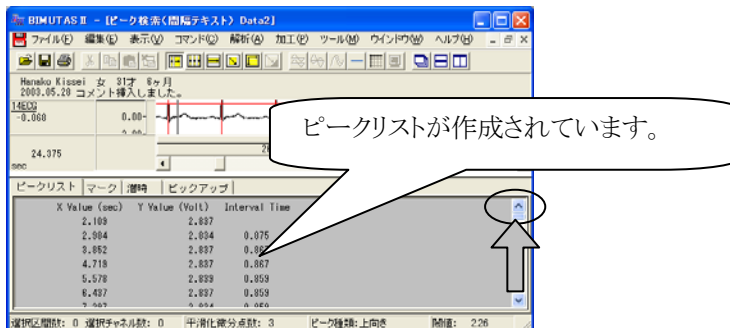 BIMUTASⅡ - [ピーク検索(間隔テキスト) Data2]
ファイル(F) 編集(E) 表示(V) コマンド(C) 解析(A) 加工(P) ツール(M) ウインドウ(W) ヘルプ(H)
Hanako Kissei 女 31才 6ヶ月
2003.05.28 コメント挿入しました。
14ECG
-0.068 0.00-
24.375
sec
ピークリストが作成されています。
ピークリスト マーク 潜時 ピックアップ
X Value (sec) Y Value (Volt) Interval Time
2.109 2.837
2.984 2.834 0.875
3.852 2.837
4.719 2.837 0.867
5.578 2.839 0.859
6.437 2.837 0.859
選択区間数: 0 選択チャネル数: 0 平滑化微分点数: 3 ピーク種類: 上向き 閾値: 2.26